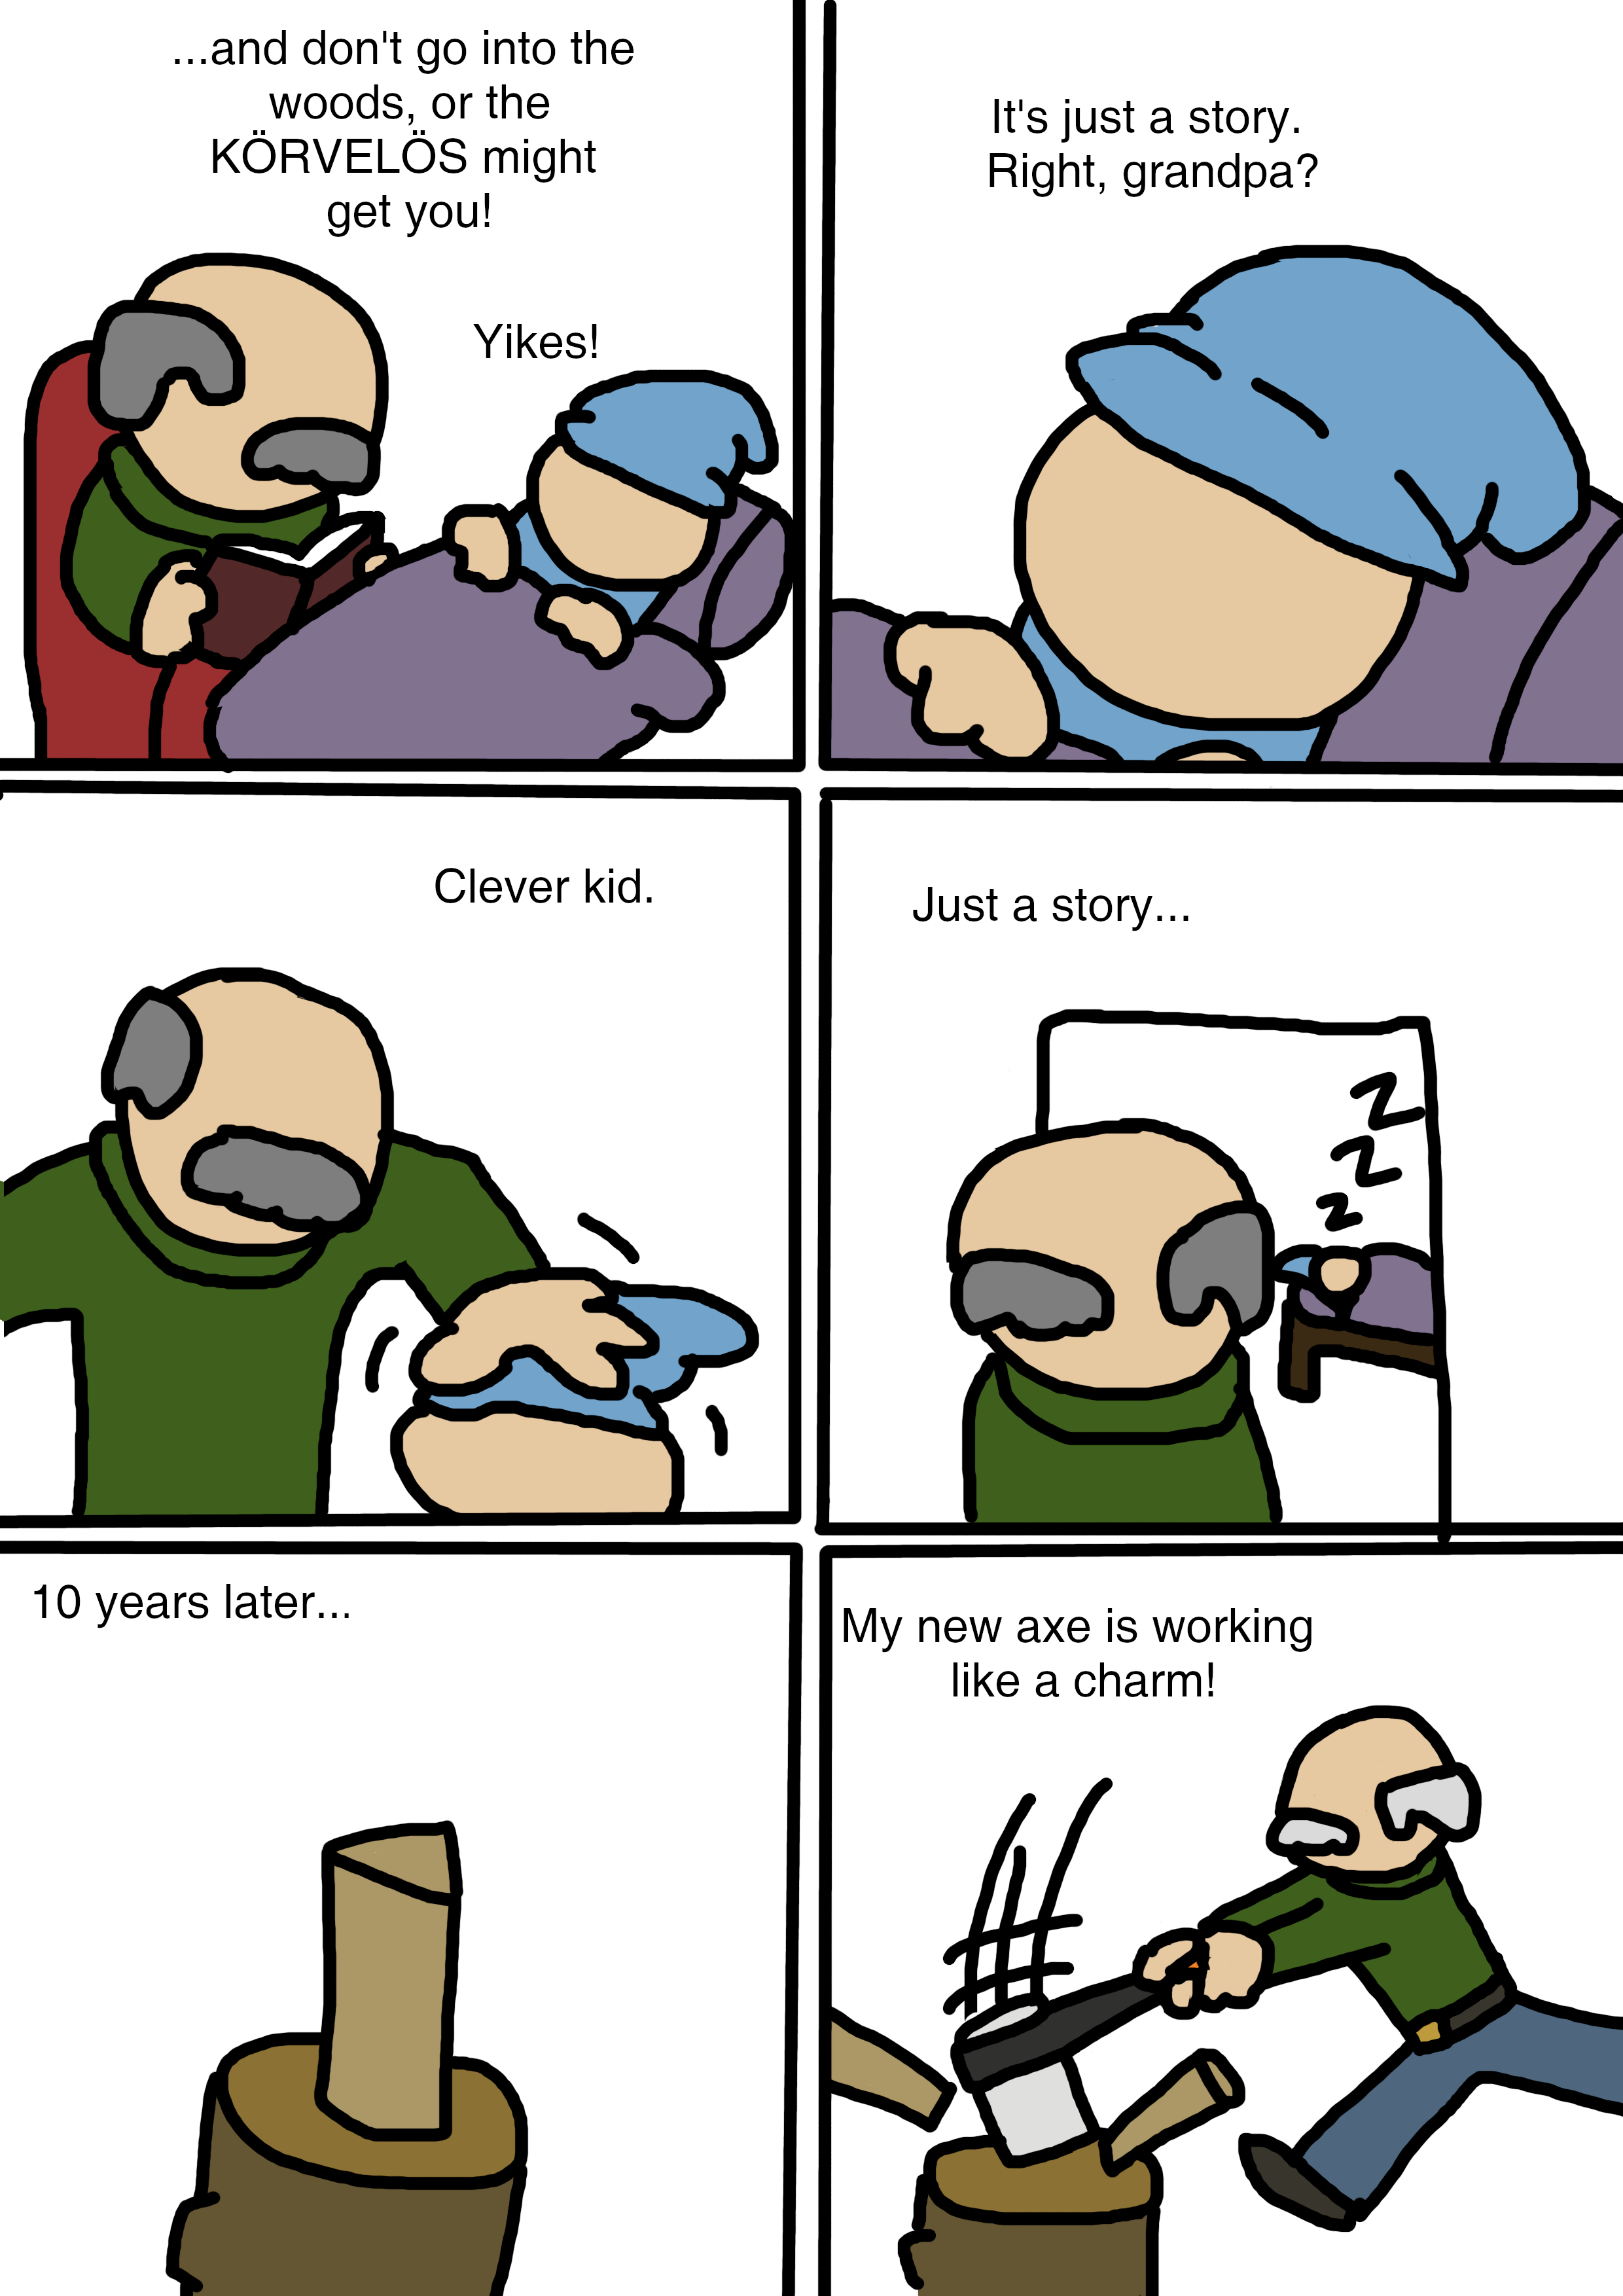 ...and don't go into the
woods, or the
KÖRVELÖS might
get you!
Yikes!
It's just a story.
Right, grandpa?
Clever kid.
Just a story...
z
z
z
10 years later...
My new axe is working
like a charm!